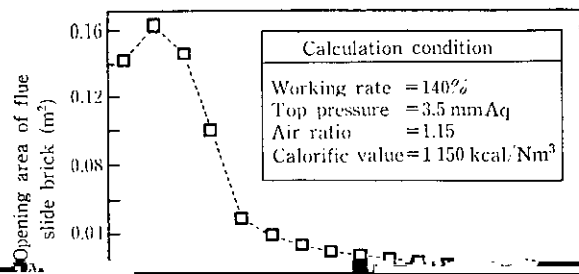 0.16
0.12
0.08
0.04
Opening area of flue
slide brick (m²)
Calculation condition
Working rate =140%
Top pressure =3.5 mmAq
Air ratio =1.15
Calorific value=1 150 kcal/Nm³